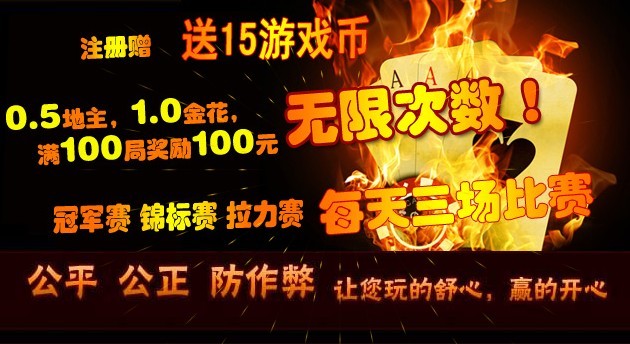 注册赠 送15游戏币
0.5地主，1.0金花，
满100局奖励100元
无限次数！
冠军赛 锦标赛 拉力赛 每天三场比赛
公平 公正 防作弊 让您玩的舒心，赢的开心
A A A